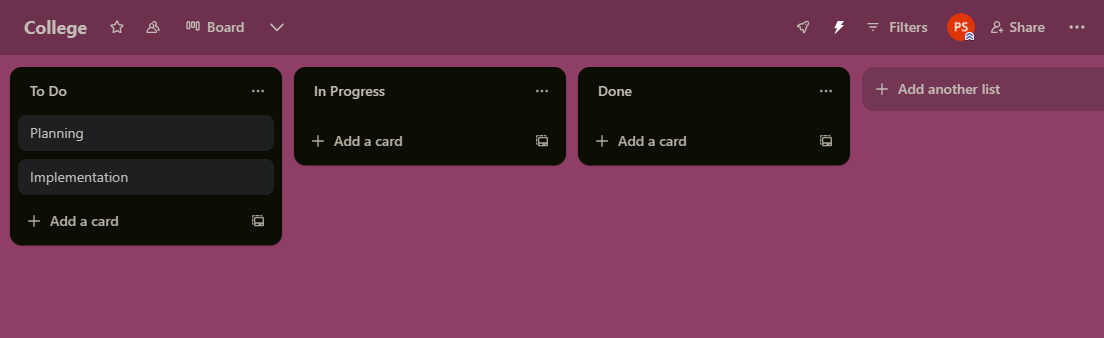 College
Board
Filters
PS
Share
To Do
Planning
Implementation
Add a card
In Progress
Add a card
Done
Add a card
Add another list